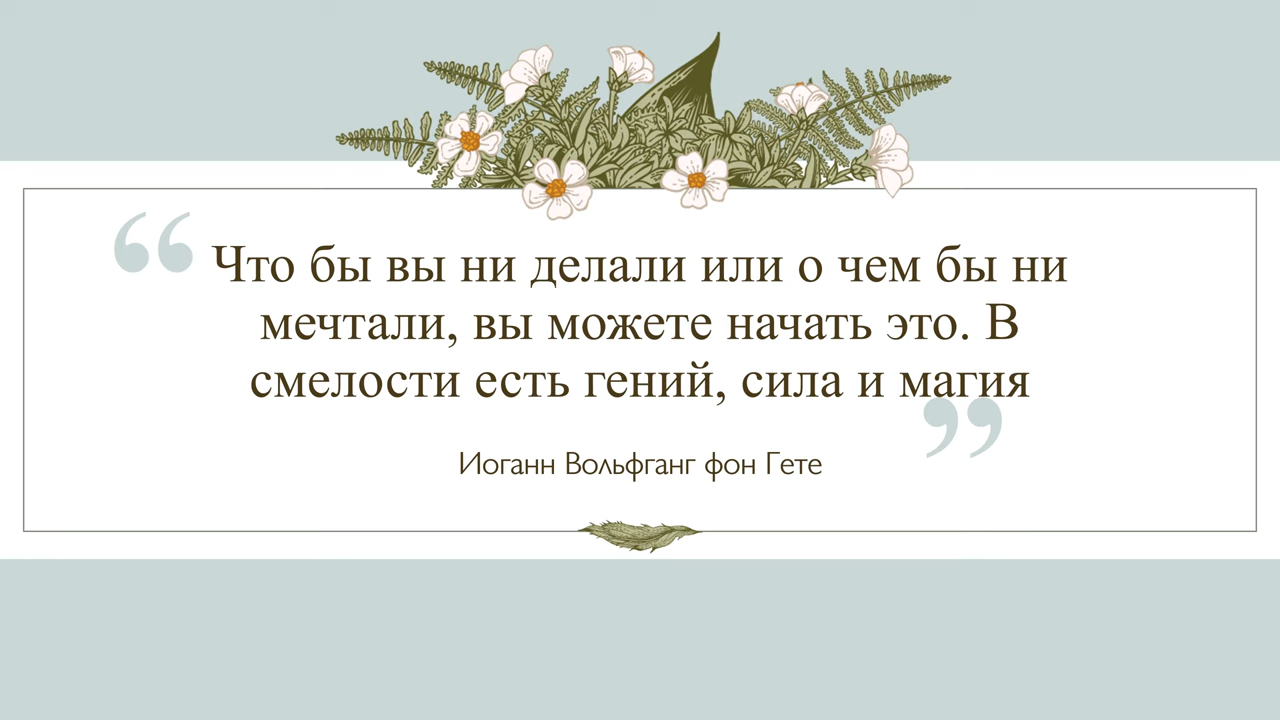 “Что бы вы ни делали или о чем бы ни
мечтали, вы можете начать это. В
смелости есть гений, сила и магия”
Иоганн Вольфганг фон Гете